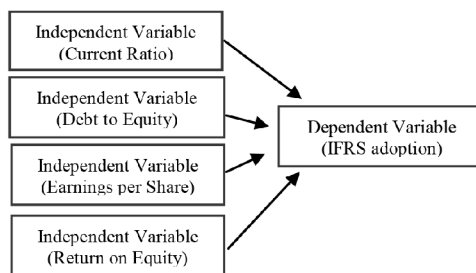 Independent Variable
(Current Ratio)
Independent Variable
(Debt to Equity)
Independent Variable
(Earnings per Share)
Independent Variable
(Return on Equity)
Dependent Variable
(IFRS adoption)